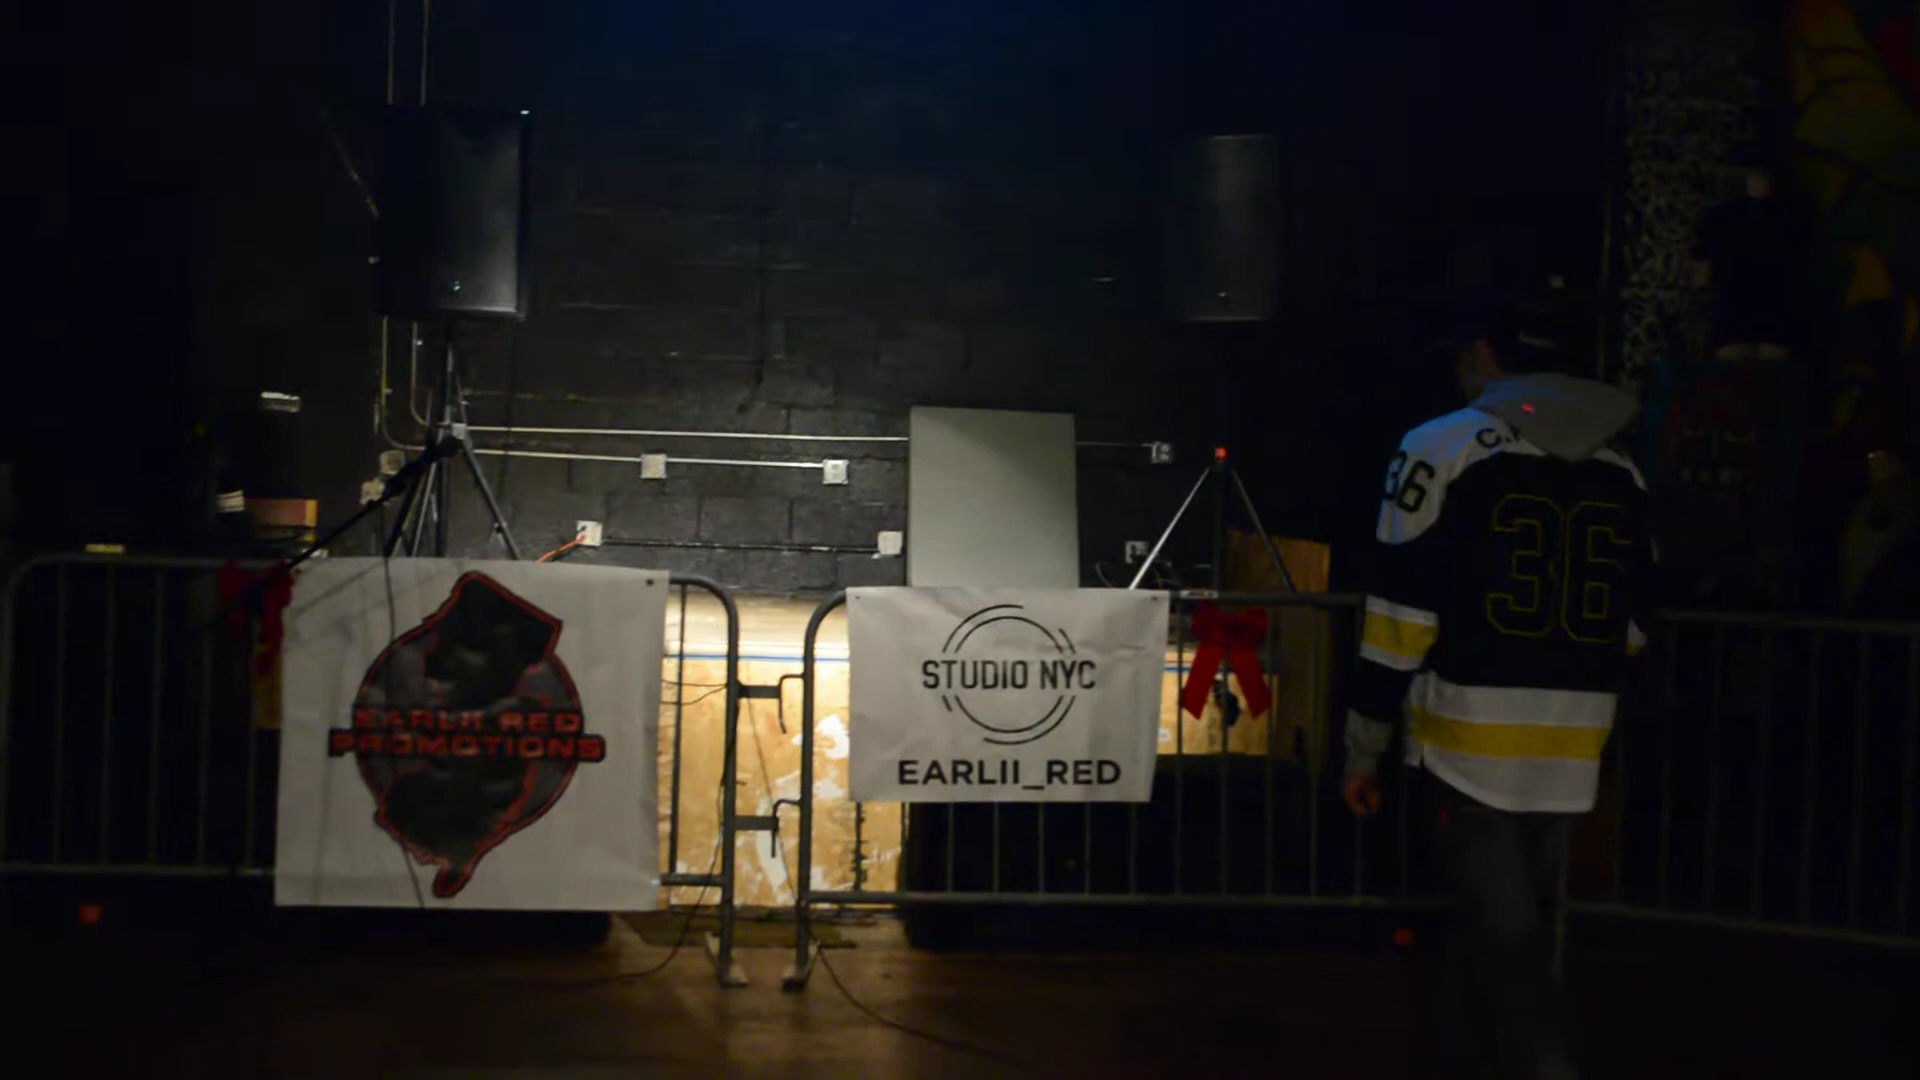 EARLII RED
PROMOTIONS
STUDIO NYC
EARLII_RED
36
36